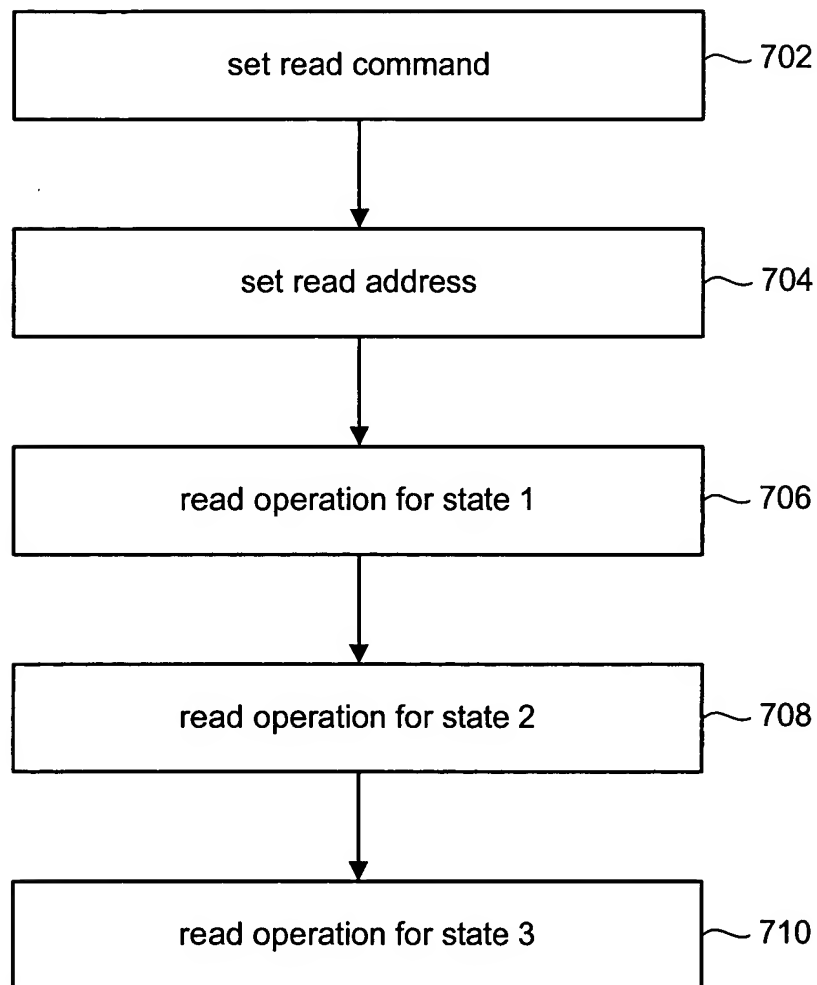 set read command 702
set read address 704
read operation for state 1 706
read operation for state 2 708
read operation for state 3 710